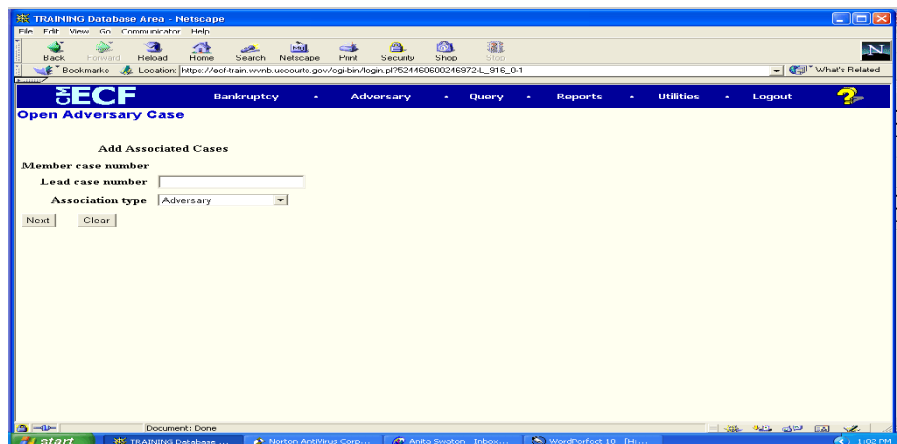 TRAINING Database Area - Netscape
File Edit View Go Communicator Help
Back Forward Reload Home Search Netscape Print Security Shop Stop
Bookmarks Location: https://ecf-train.wvnb.uscourts.gov/cgi-bin/login.pl?524460600246972-L_916_0-1 What's Related
CM ECF Bankruptcy • Adversary • Query • Reports • Utilities • Logout ?
Open Adversary Case
Add Associated Cases
Member case number
Lead case number
Association type Adversary
Next Clear
Document: Done
start TRAINING Database ... Norton AntiVirus Corp... Anita Swaton Inbox... WordPerfect 10 [H:... 1:02 PM